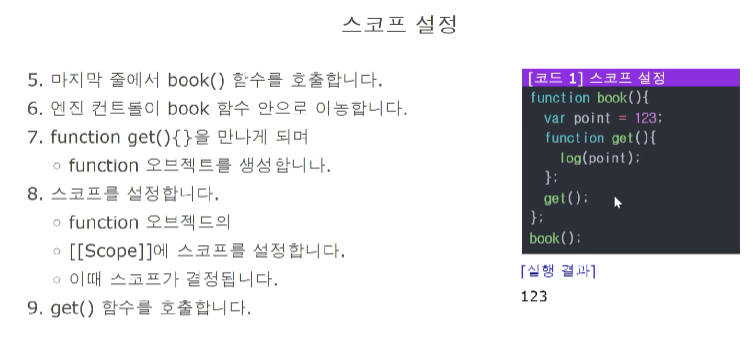 스코프 설정
5. 마지막 줄에서 book() 함수를 호출합니다.
6. 엔진 컨트롤이 book 함수 안으로 이동합니다.
7. function get(){}을 만나게 되며
○ function 오브젝트를 생성합니다.
8. 스코프를 설정합니다.
○ function 오브젝트의
○ [[Scope]]에 스코프를 설정합니다.
○ 이때 스코프가 결정됩니다.
9. get() 함수를 호출합니다.
[코드 1] 스코프 설정
function book(){
var point = 123;
function get(){
log(point);
};
get();
};
book();
[실행 결과]
123